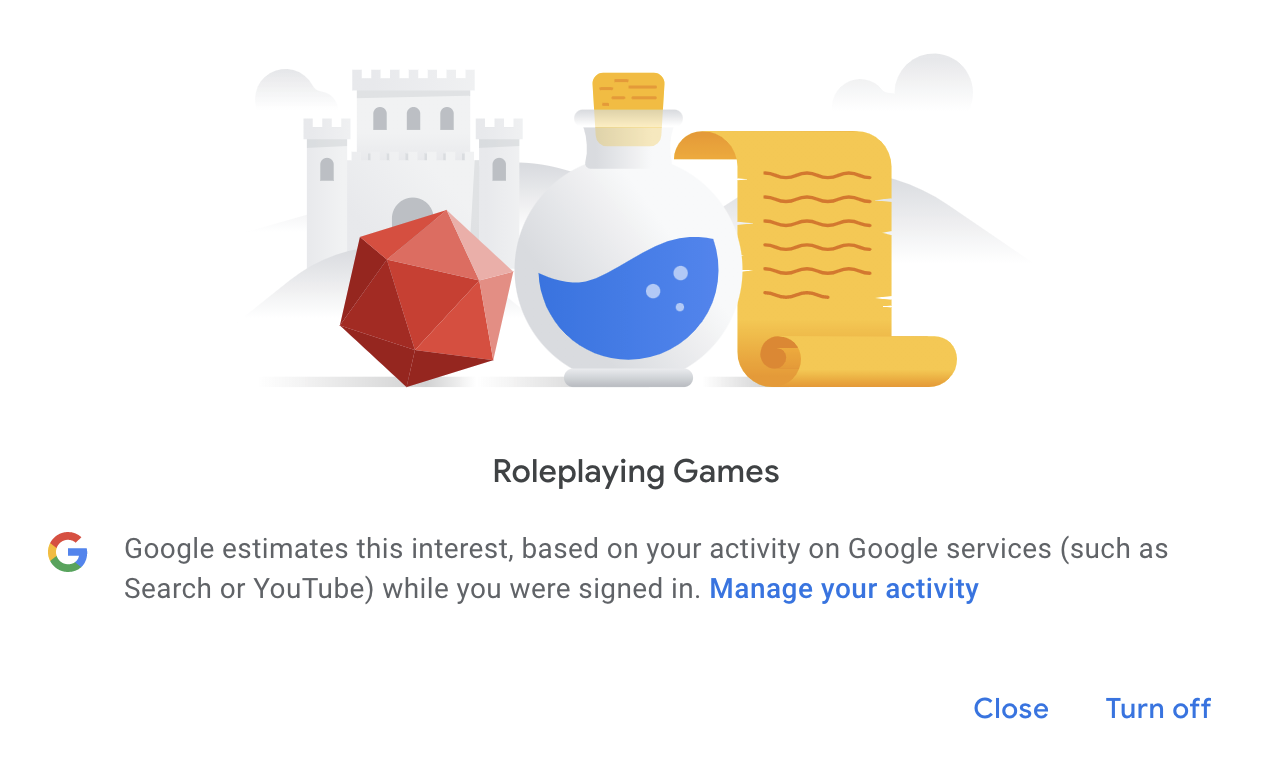 Roleplaying Games
Google estimates this interest, based on your activity on Google services (such as
Search or YouTube) while you were signed in. Manage your activity
Close Turn off